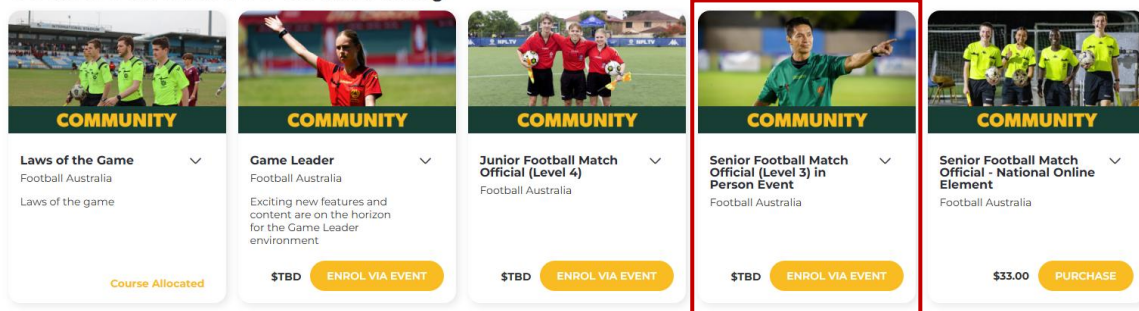 COMMUNITY
Laws of the Game
Football Australia
Laws of the game
Course Allocated
COMMUNITY
Game Leader
Football Australia
Exciting new features and
content are on the horizon
for the Game Leader
environment
$TBD ENROL VIA EVENT
COMMUNITY
Junior Football Match
Official (Level 4)
Football Australia
$TBD ENROL VIA EVENT
COMMUNITY
Senior Football Match
Official (Level 3) in
Person Event
Football Australia
$TBD ENROL VIA EVENT
COMMUNITY
Senior Football Match
Official - National Online
Element
Football Australia
$33.00 PURCHASE